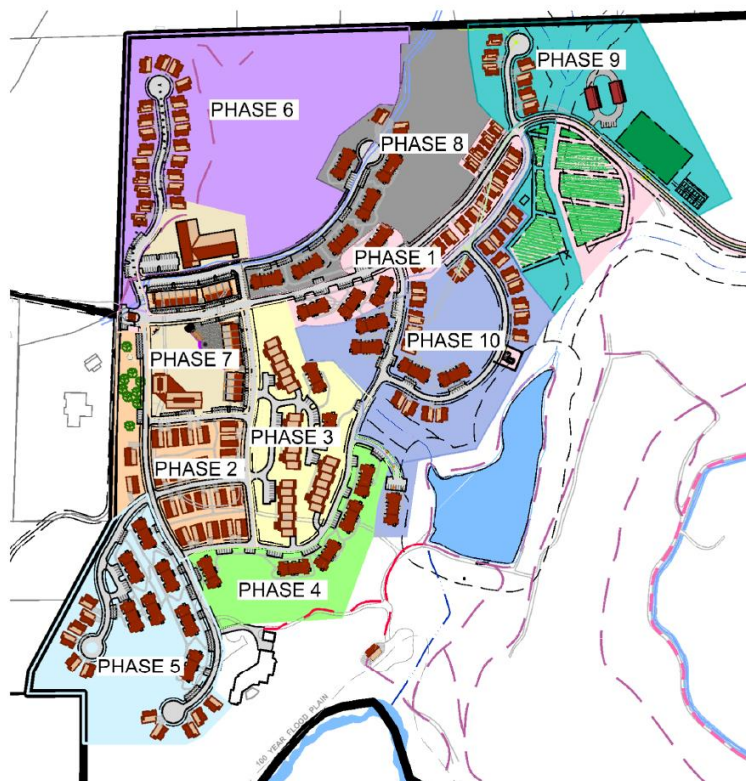 PHASE 9
PHASE 6
PHASE 8
PHASE 1
PHASE 10
PHASE 7
PHASE 3
PHASE 2
PHASE 4
PHASE 5
100 YEAR FLOOD PLAIN